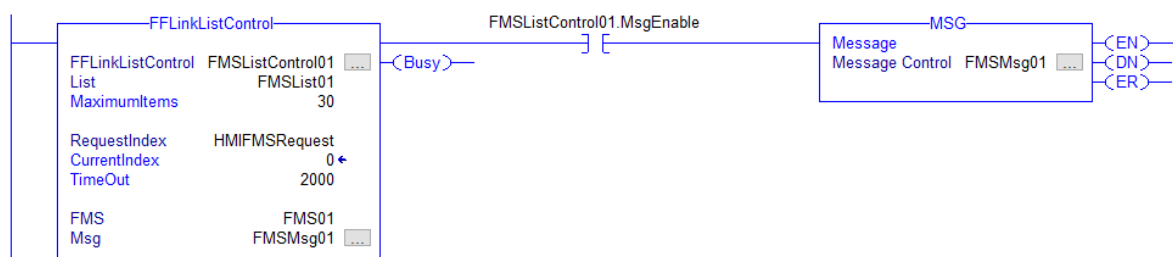 FFLinkListControl
FFLinkListControl FMSListControl01 ...
List FMSList01
MaximumItems 30
RequestIndex HMIFMSRequest
CurrentIndex 0
TimeOut 2000
FMS FMS01
Msg FMSMsg01 ...
Busy
FMSListControl01.MsgEnable
MSG
Message
Message Control FMSMsg01 ...
EN
DN
ER